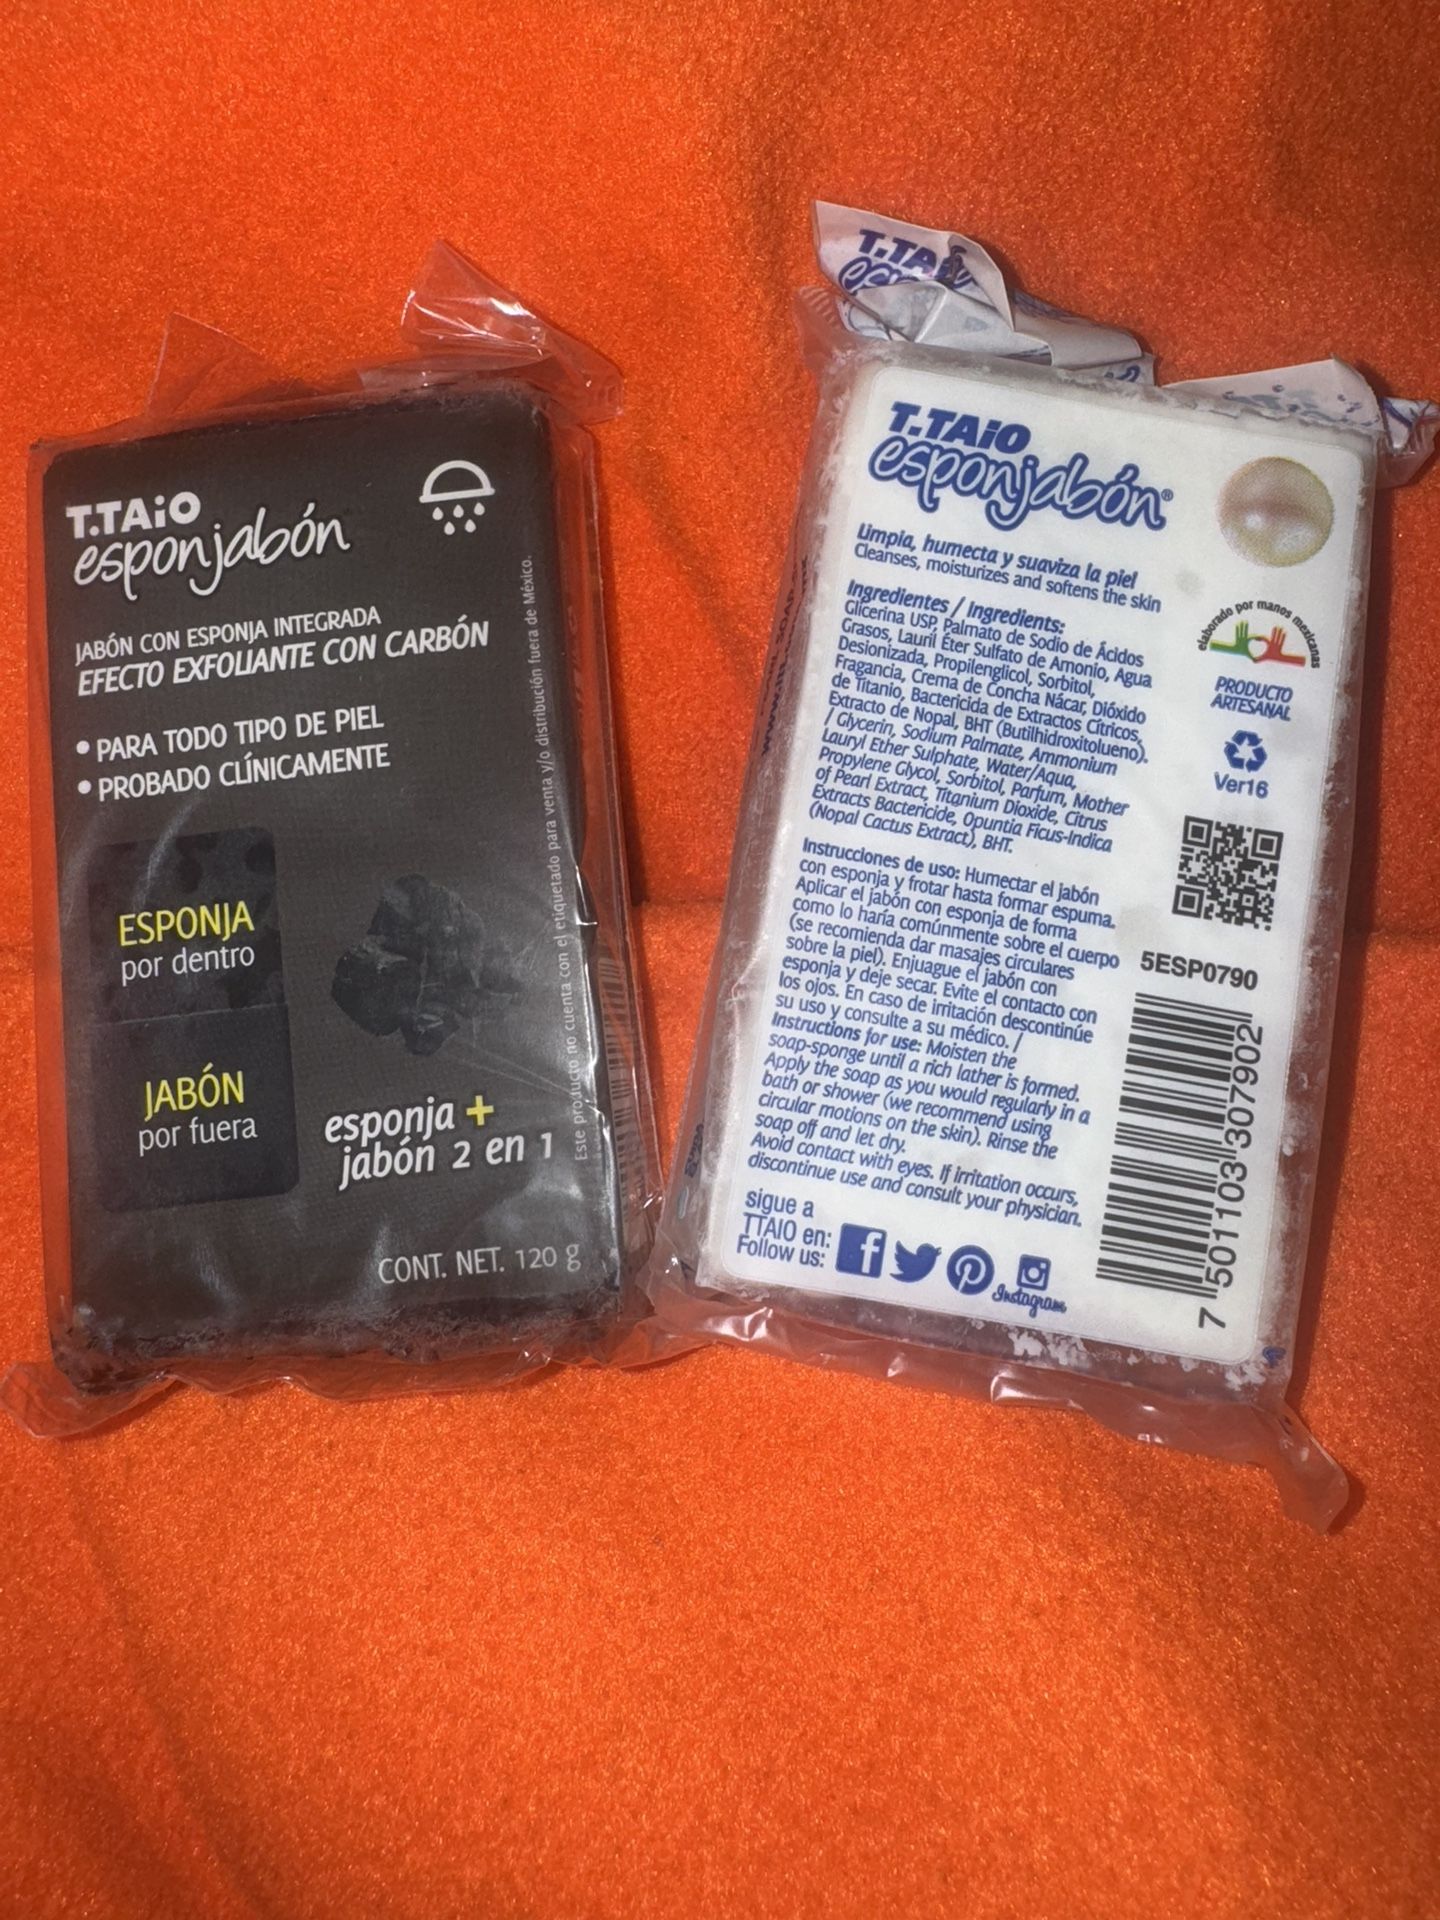 T.TAiO
esponjabón
JABÓN CON ESPONJA INTEGRADA
EFECTO EXFOLIANTE CON CARBÓN
• PARA TODO TIPO DE PIEL
• PROBADO CLÍNICAMENTE
ESPONJA
por dentro
JABÓN
por fuera
esponja +
jabón 2 en 1
CONT. NET. 120 g
Este producto no cuenta con el etiquetado para venta y/o distribución fuera de México.
T.TAiO
esponjabón®
Limpia, humecta y suaviza la piel
Cleanses, moisturizes and softens the skin
Ingredientes / Ingredients:
Glicerina USP, Palmato de Sodio de Ácidos
Grasos, Lauril Éter Sulfato de Amonio, Agua
Desionizada, Propilenglicol, Sorbitol,
Fragancia, Crema de Concha Nácar, Dióxido
de Titanio, Bactericida de Extractos Cítricos,
Extracto de Nopal, BHT (Butilhidroxitolueno).
/ Glycerin, Sodium Palmate, Ammonium
Lauryl Ether Sulphate, Water/Aqua,
Propylene Glycol, Sorbitol, Parfum, Mother
of Pearl Extract, Titanium Dioxide, Citrus
Extracts Bactericide, Opuntia Ficus-Indica
(Nopal Cactus Extract), BHT.
Instrucciones de uso: Humectar el jabón
con esponja y frotar hasta formar espuma.
Aplicar el jabón con esponja de forma
como lo haría comúnmente sobre el cuerpo
(se recomienda dar masajes circulares
sobre la piel). Enjuague el jabón con
esponja y deje secar. Evite el contacto con
los ojos. En caso de irritación descontinúe
su uso y consulte a su médico. /
Instructions for use: Moisten the
soap-sponge until a rich lather is formed.
Apply the soap as you would regularly in a
bath or shower (we recommend using
circular motions on the skin). Rinse the
soap off and let dry.
Avoid contact with eyes. If irritation occurs,
discontinue use and consult your physician.
sigue a
TTAIO en:
Follow us:
Instagram
elaborado por manos mexicanas
PRODUCTO
ARTESANAL
Ver16
5ESP0790
7 501103 307902